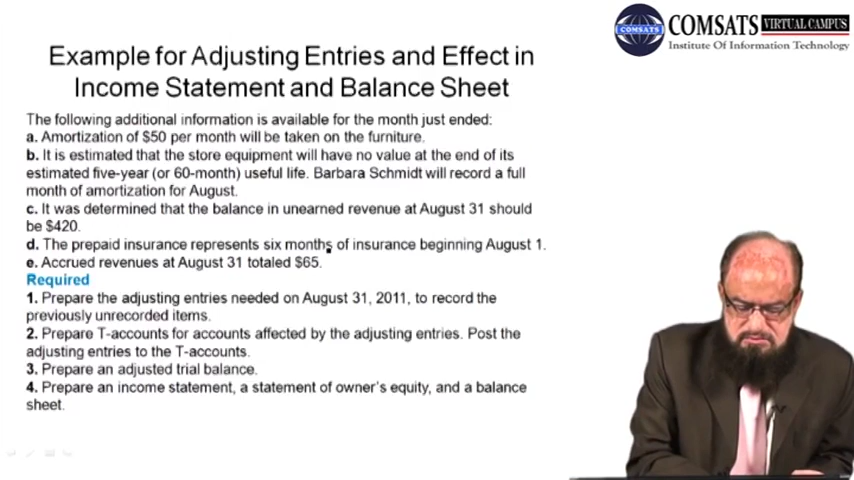 COMSATS VIRTUAL CAMPUS
COMSATS
Institute Of Information Technology
Example for Adjusting Entries and Effect in
Income Statement and Balance Sheet
The following additional information is available for the month just ended:
a. Amortization of $50 per month will be taken on the furniture.
b. It is estimated that the store equipment will have no value at the end of its
estimated five-year (or 60-month) useful life. Barbara Schmidt will record a full
month of amortization for August.
c. It was determined that the balance in unearned revenue at August 31 should
be $420.
d. The prepaid insurance represents six months of insurance beginning August 1.
e. Accrued revenues at August 31 totaled $65.
Required
1. Prepare the adjusting entries needed on August 31, 2011, to record the
previously unrecorded items.
2. Prepare T-accounts for accounts affected by the adjusting entries. Post the
adjusting entries to the T-accounts.
3. Prepare an adjusted trial balance.
4. Prepare an income statement, a statement of owner's equity, and a balance
sheet.